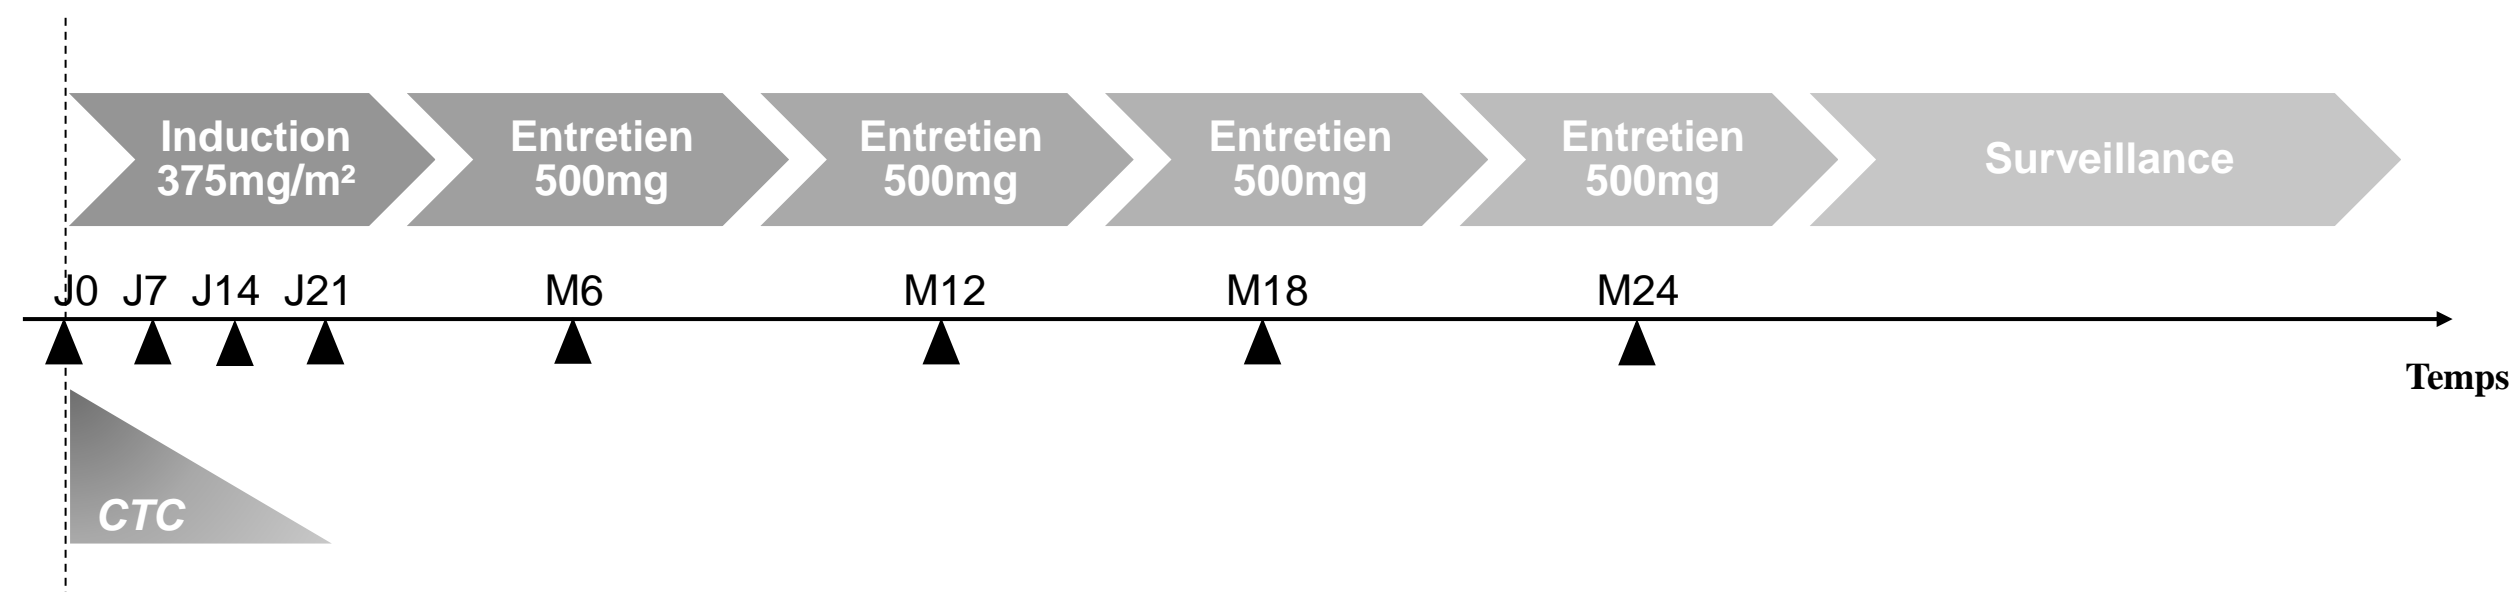 Induction
375mg/m²
Entretien
500mg
Entretien
500mg
Entretien
500mg
Entretien
500mg
Surveillance
J0 J7 J14 J21 M6 M12 M18 M24
Temps
CTC